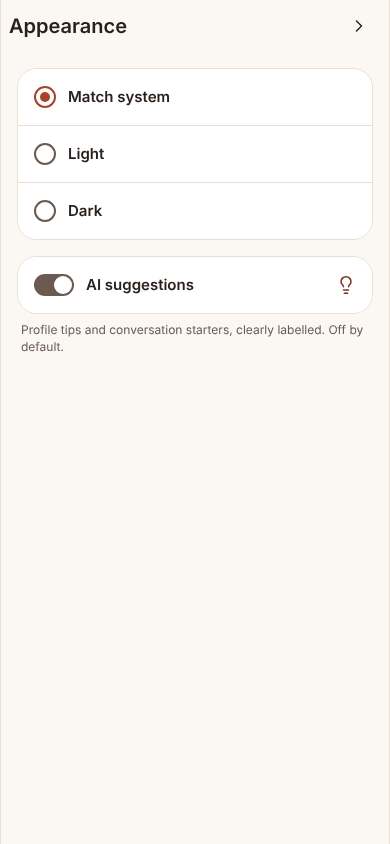 Appearance
Match system
Light
Dark
AI suggestions
Profile tips and conversation starters, clearly labelled. Off by
default.